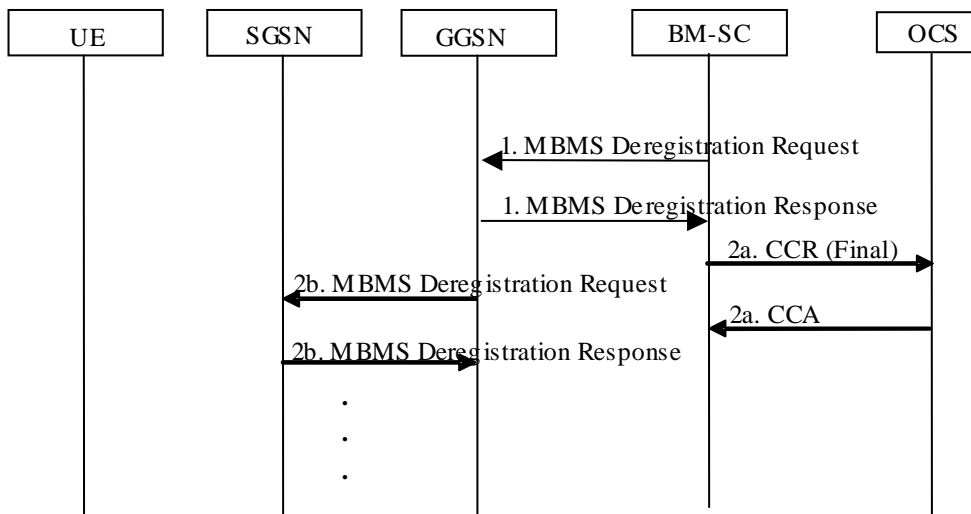 UE
SGSN
GGSN
BM-SC
OCS
1. MBMS Deregistration Request
1. MBMS Deregistration Response
2a. CCR (Final)
2b. MBMS Deregistration Request
2a. CCA
2b. MBMS Deregistration Response